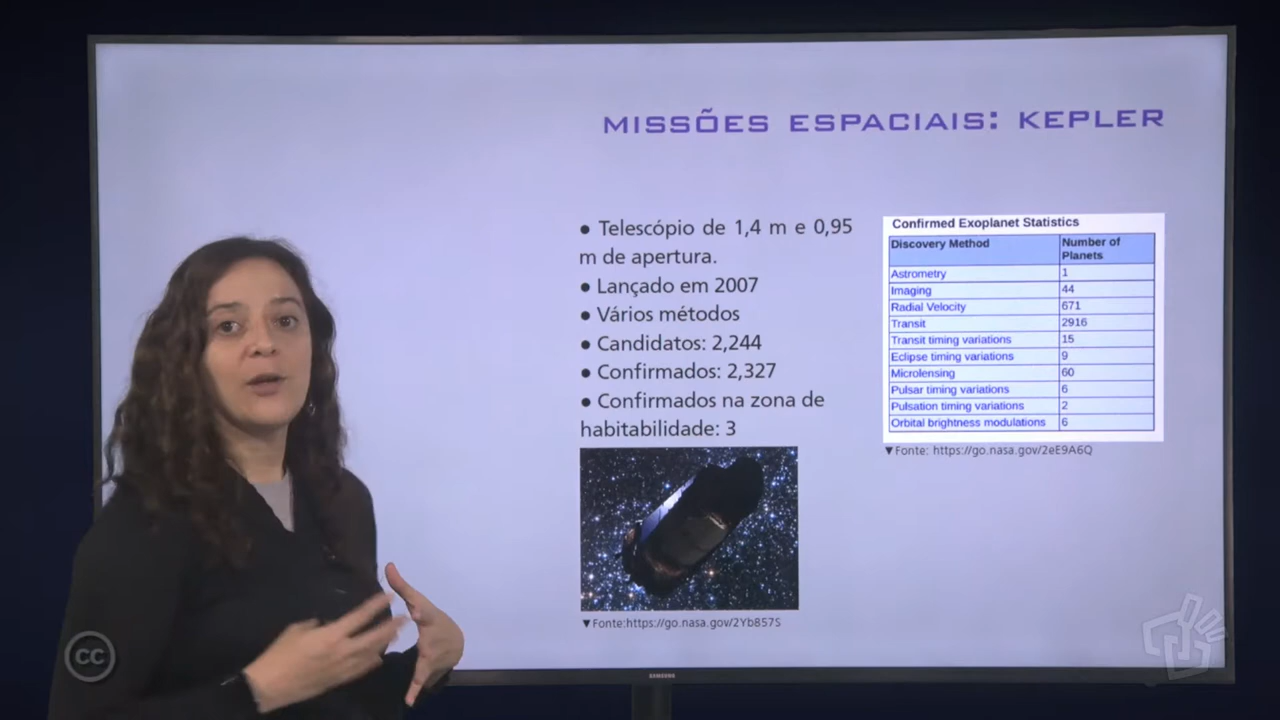 MISSÕES ESPACIAIS: KEPLER
● Telescópio de 1,4 m e 0,95
m de apertura.
● Lançado em 2007
● Vários métodos
● Candidatos: 2,244
● Confirmados: 2,327
● Confirmados na zona de
habitabilidade: 3
▼Fonte:https://go.nasa.gov/2Yb857S
Confirmed Exoplanet Statistics
Discovery Method Number of
Planets
Astrometry 1
Imaging 44
Radial Velocity 671
Transit 2916
Transit timing variations 15
Eclipse timing variations 9
Microlensing 60
Pulsar timing variations 6
Pulsation timing variations 2
Orbital brightness modulations 6
▼Fonte: https://go.nasa.gov/2eE9A6Q
cc
SAMSUNG